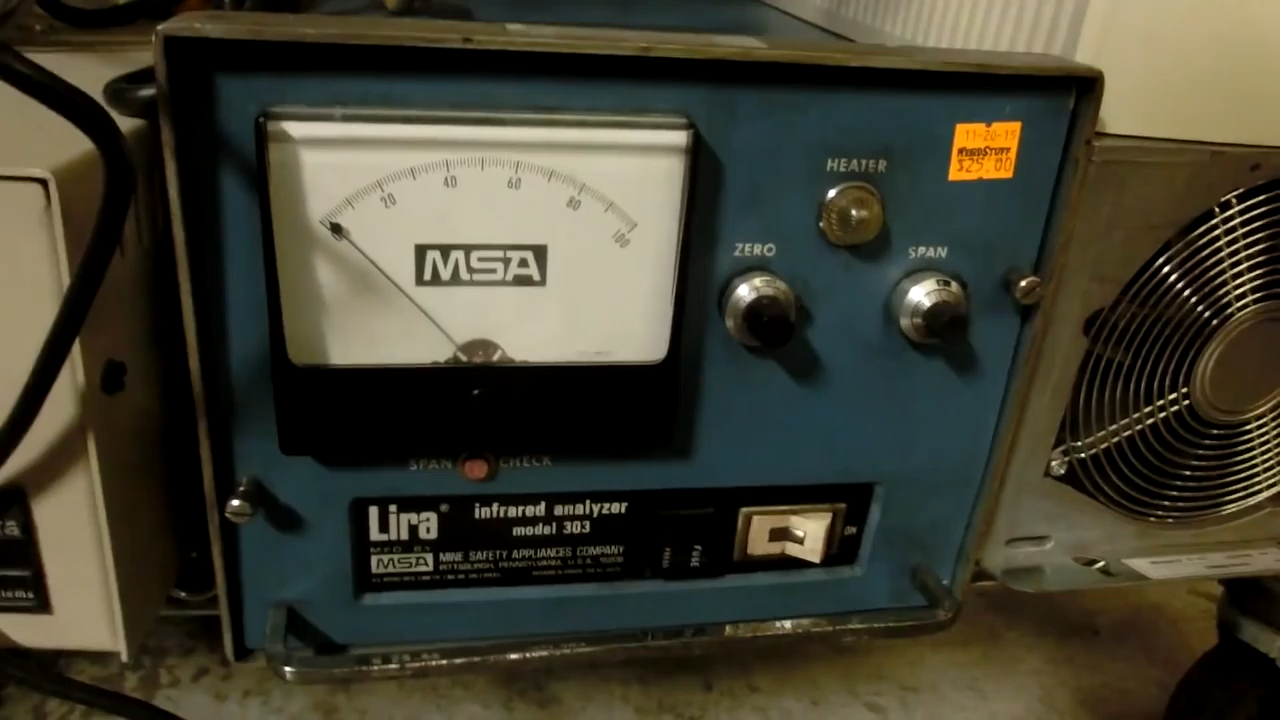 11-20-15
WEIRDSTUFF
$25.00
HEATER
20
40
60
80
100
MSA
ZERO
SPAN
SPAN CHECK
Lira®
infrared analyzer
model 303
MFD BY
MSA
MINE SAFETY APPLIANCES COMPANY
PITTSBURGH, PENNSYLVANIA, U.S.A.
FUSE
ON